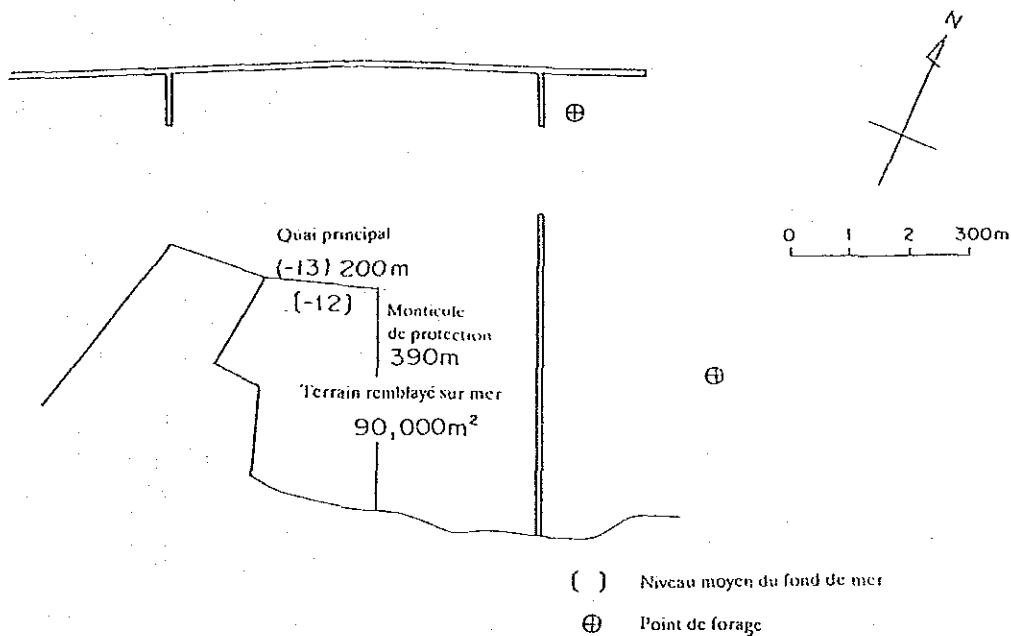 N
0 1 2 300m
Quai principal
(-13) 200m
(-12)
Monticule
de protection
390m
Terrain remblayé sur mer
90,000m²
( ) Niveau moyen du fond de mer
⊕ Point de forage